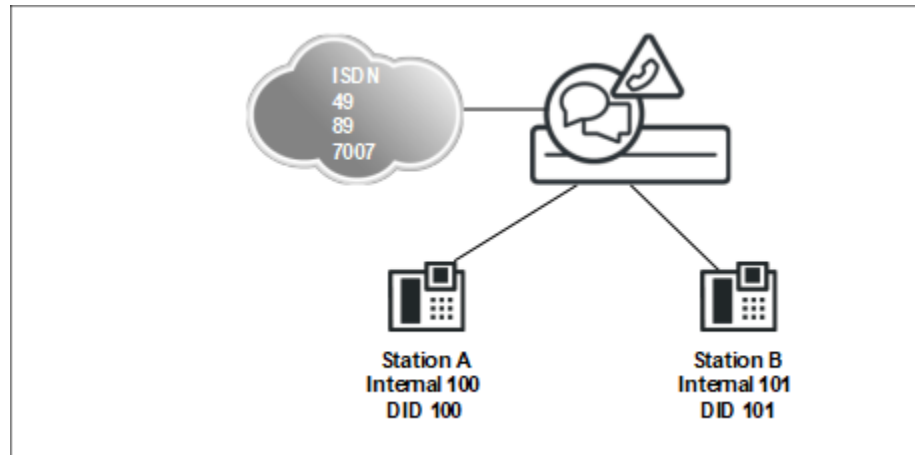 ISDN
49
89
7007
Station A
Internal 100
DID 100
Station B
Internal 101
DID 101